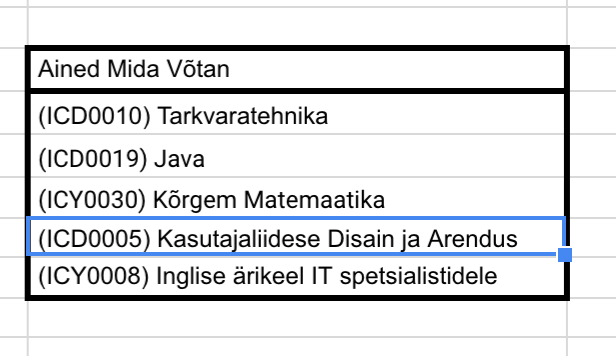 Ained Mida Võtan
(ICD0010) Tarkvaratehnika
(ICD0019) Java
(ICY0030) Kõrgem Matemaatika
(ICD0005) Kasutajaliidese Disain ja Arendus
(ICY0008) Inglise ärikeel IT spetsialistidele